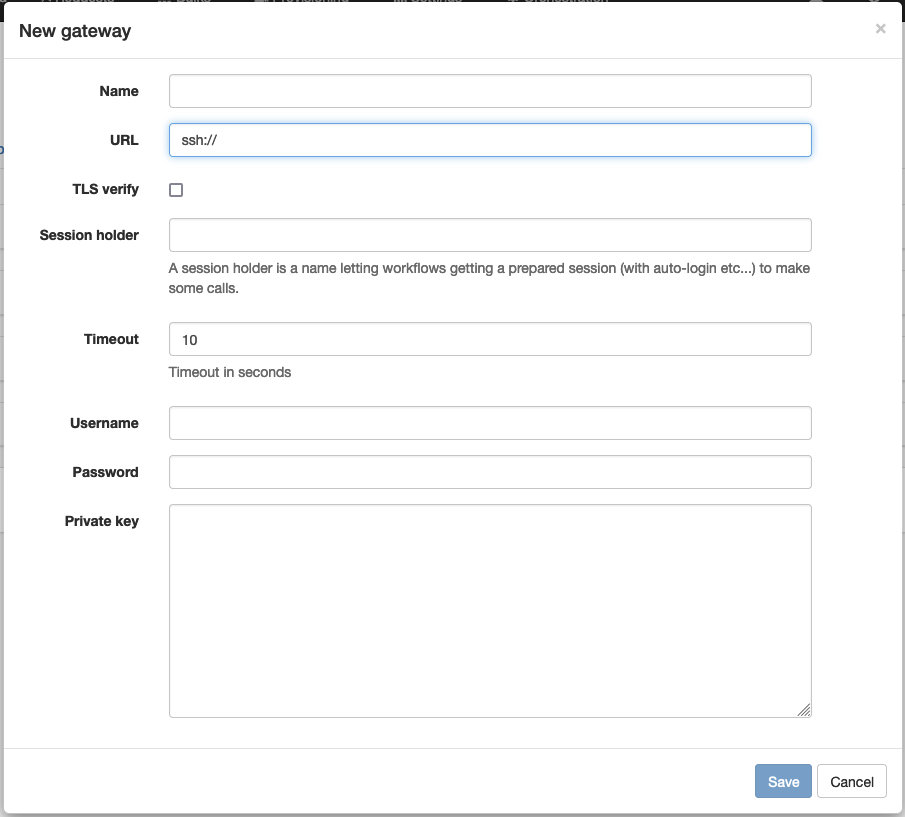 New gateway
×
Name
URL
ssh://
TLS verify
Session holder
A session holder is a name letting workflows getting a prepared session (with auto-login etc...) to make
some calls.
Timeout
10
Timeout in seconds
Username
Password
Private key
Save
Cancel